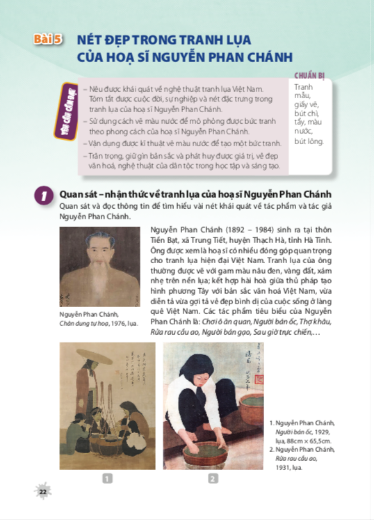 Bài 5
NÉT ĐẸP TRONG TRANH LỤA
CỦA HOẠ SĨ NGUYỄN PHAN CHÁNH
YÊU CẦU CẦN ĐẠT
– Nêu được khái quát về nghệ thuật tranh lụa Việt Nam.
Tóm tắt được cuộc đời, sự nghiệp và nét đặc trưng trong
tranh lụa của hoạ sĩ Nguyễn Phan Chánh.
– Sử dụng cách vẽ màu nước để mô phỏng được bức tranh
theo phong cách của hoạ sĩ Nguyễn Phan Chánh.
– Vận dụng được kĩ thuật vẽ màu nước để tạo một bức tranh.
– Trân trọng, giữ gìn bản sắc và phát huy được giá trị, vẻ đẹp
văn hoá, nghệ thuật của dân tộc trong học tập và sáng tạo.
CHUẨN BỊ
Tranh
mẫu,
giấy vẽ,
bút chì,
tẩy, màu
nước,
bút lông.
1 Quan sát – nhận thức về tranh lụa của hoạ sĩ Nguyễn Phan Chánh
Quan sát và đọc thông tin để tìm hiểu vài nét khái quát về tác phẩm và tác giả
Nguyễn Phan Chánh.
Nguyễn Phan Chánh (1892 – 1984) sinh ra tại thôn
Tiền Bạt, xã Trung Tiết, huyện Thạch Hà, tỉnh Hà Tĩnh.
Ông được xem là hoạ sĩ có nhiều đóng góp quan trọng
cho tranh lụa hiện đại Việt Nam. Tranh lụa của ông
thường được vẽ với gam màu nâu đen, vàng đất, xám
nhẹ trên nền lụa; kết hợp hài hoà giữa thủ pháp tạo
hình phương Tây với bản sắc văn hoá Việt Nam, vừa
diễn tả vừa gợi tả vẻ đẹp bình dị của cuộc sống ở làng
quê Việt Nam. Các tác phẩm tiêu biểu của Nguyễn
Phan Chánh là: Chơi ô ăn quan, Người bán ốc, Thợ khâu,
Rửa rau cầu ao, Người bán gạo, Sau giờ trực chiến,…
Nguyễn Phan Chánh,
Chân dung tự hoạ, 1976, lụa.
1. Nguyễn Phan Chánh,
Người bán ốc, 1929,
lụa, 88cm × 65,5cm.
2. Nguyễn Phan Chánh,
Rửa rau cầu ao,
1931, lụa.
1
2
22